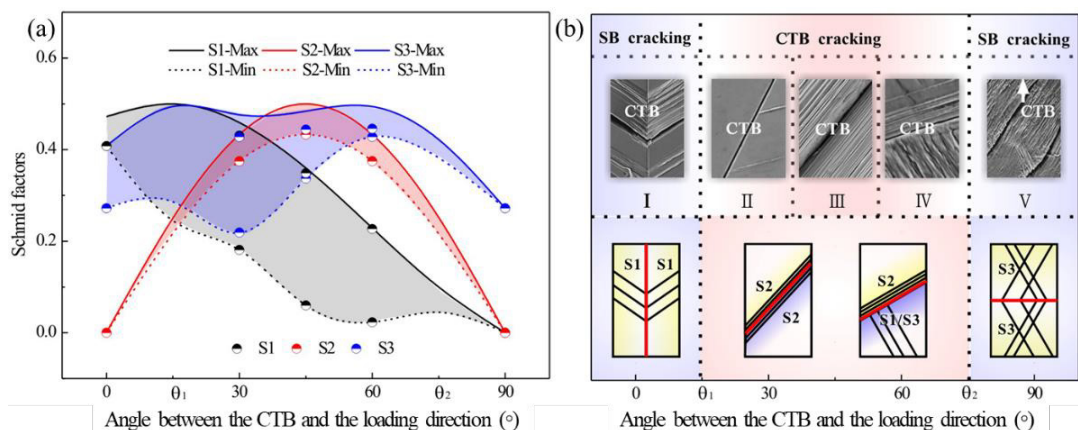 (a)
0.6
0.4
0.2
0.0
Schmid factors
S1-Max S2-Max S3-Max
S1-Min S2-Min S3-Min
S1 S2 S3
0 θ1 30 60 θ2 90
Angle between the CTB and the loading direction (○)
(b)
SB cracking CTB cracking SB cracking
CTB CTB CTB CTB CTB
I II III IV V
S1 S1 S2 S2 S3
S2 S1/S3 S3
0 θ1 30 60 θ2 90
Angle between the CTB and the loading direction (○)